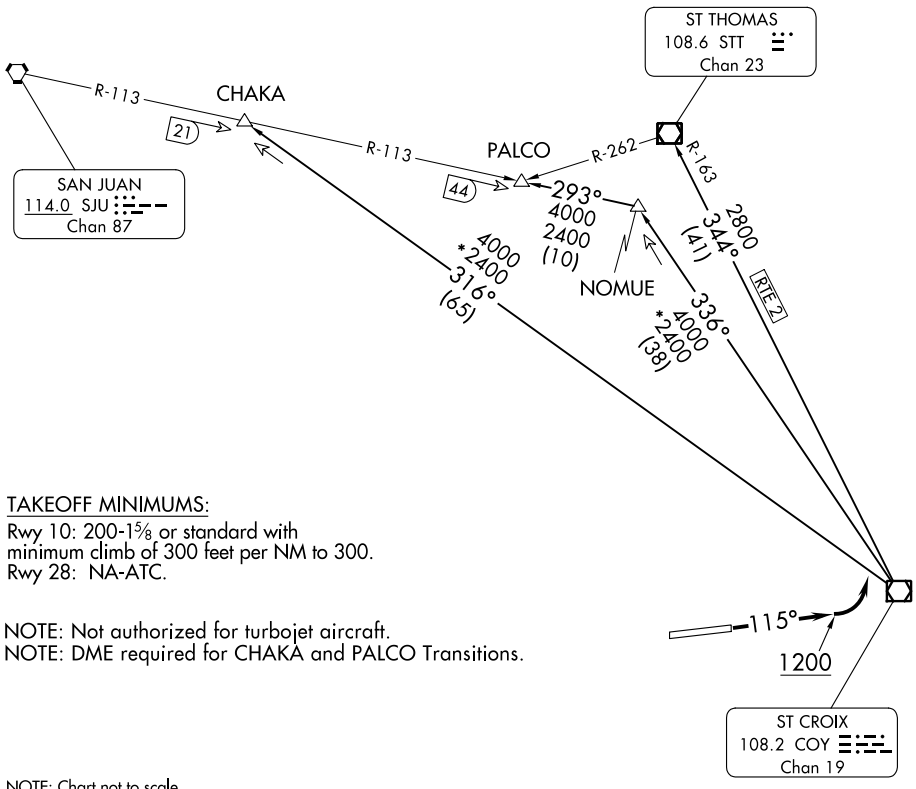 ST THOMAS
108.6 STT
Chan 23
R-113
CHAKA
21
R-113
PALCO
44
R-262
R-163
SAN JUAN
114.0 SJU
Chan 87
293°
4000
2400
(10)
NOMUE
2800
344°
(41)
RTE 2
4000
*2400
316°
(65)
336°
4000
*2400
(38)
TAKEOFF MINIMUMS:
Rwy 10: 200-1⅝ or standard with
minimum climb of 300 feet per NM to 300.
Rwy 28: NA-ATC.
NOTE: Not authorized for turbojet aircraft.
NOTE: DME required for CHAKA and PALCO Transitions.
115°
1200
ST CROIX
108.2 COY
Chan 19
NOTE: Chart not to scale